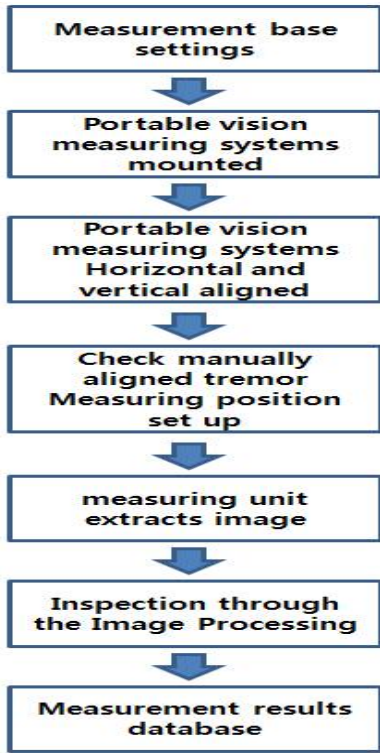 Measurement base
settings
Portable vision
measuring systems
mounted
Portable vision
measuring systems
Horizontal and
vertical aligned
Check manually
aligned tremor
Measuring position
set up
measuring unit
extracts image
Inspection through
the Image Processing
Measurement results
database